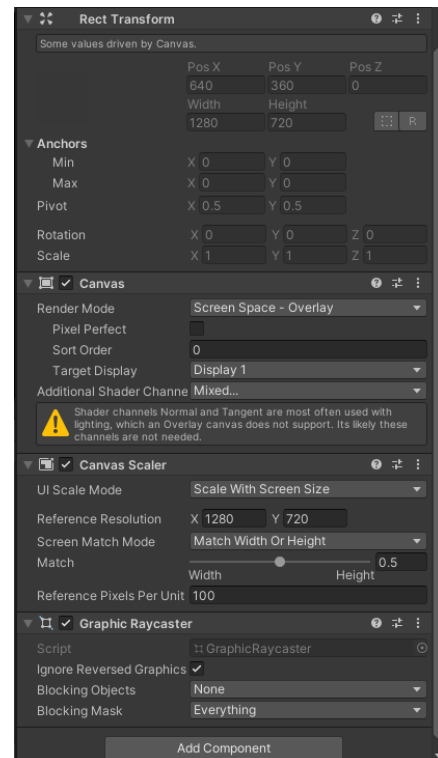 Rect Transform
Some values driven by Canvas.
Pos X Pos Y Pos Z
640 360 0
Width Height
1280 720
R
Anchors
Min X 0 Y 0
Max X 0 Y 0
Pivot X 0.5 Y 0.5
Rotation X 0 Y 0 Z 0
Scale X 1 Y 1 Z 1
Canvas
Render Mode Screen Space - Overlay
Pixel Perfect
Sort Order 0
Target Display Display 1
Additional Shader Channe Mixed...
Shader channels Normal and Tangent are most often used with
lighting, which an Overlay canvas does not support. Its likely these
channels are not needed.
Canvas Scaler
UI Scale Mode Scale With Screen Size
Reference Resolution X 1280 Y 720
Screen Match Mode Match Width Or Height
Match 0.5
Width Height
Reference Pixels Per Unit 100
Graphic Raycaster
Script GraphicRaycaster
Ignore Reversed Graphics
Blocking Objects None
Blocking Mask Everything
Add Component